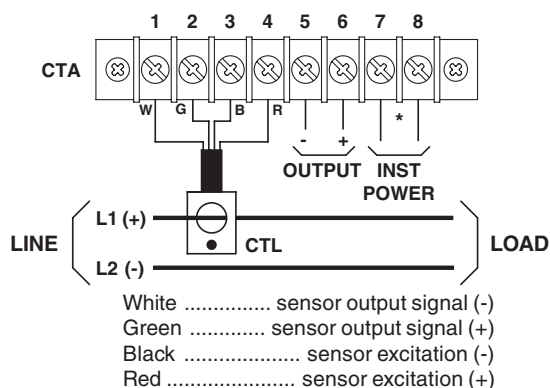 1 2 3 4 5 6 7 8
CTA
W G B R
- + *
OUTPUT INST
POWER
L1 (+)
LINE CTL LOAD
L2 (-)
White ............... sensor output signal (-)
Green ............. sensor output signal (+)
Black .................... sensor excitation (-)
Red ...................... sensor excitation (+)